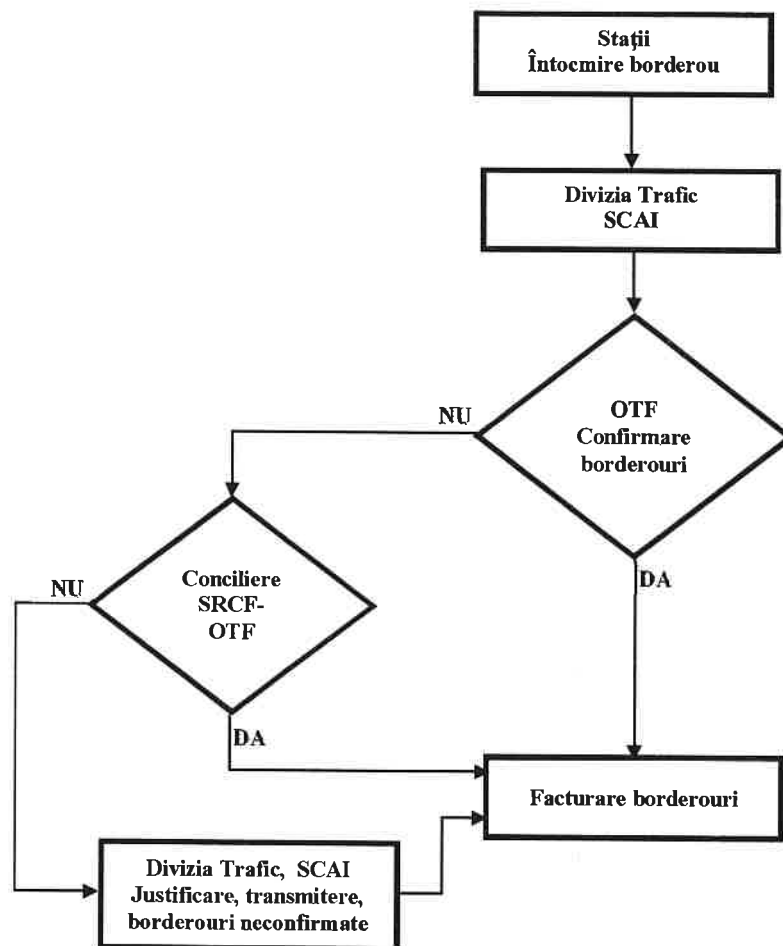 Staţii
Întocmire borderou
Divizia Trafic
SCAI
OTF
Confirmare
borderouri
NU
DA
Conciliere
SRCF-
OTF
NU
DA
Facturare borderouri
Divizia Trafic, SCAI
Justificare, transmitere,
borderouri neconfirmate